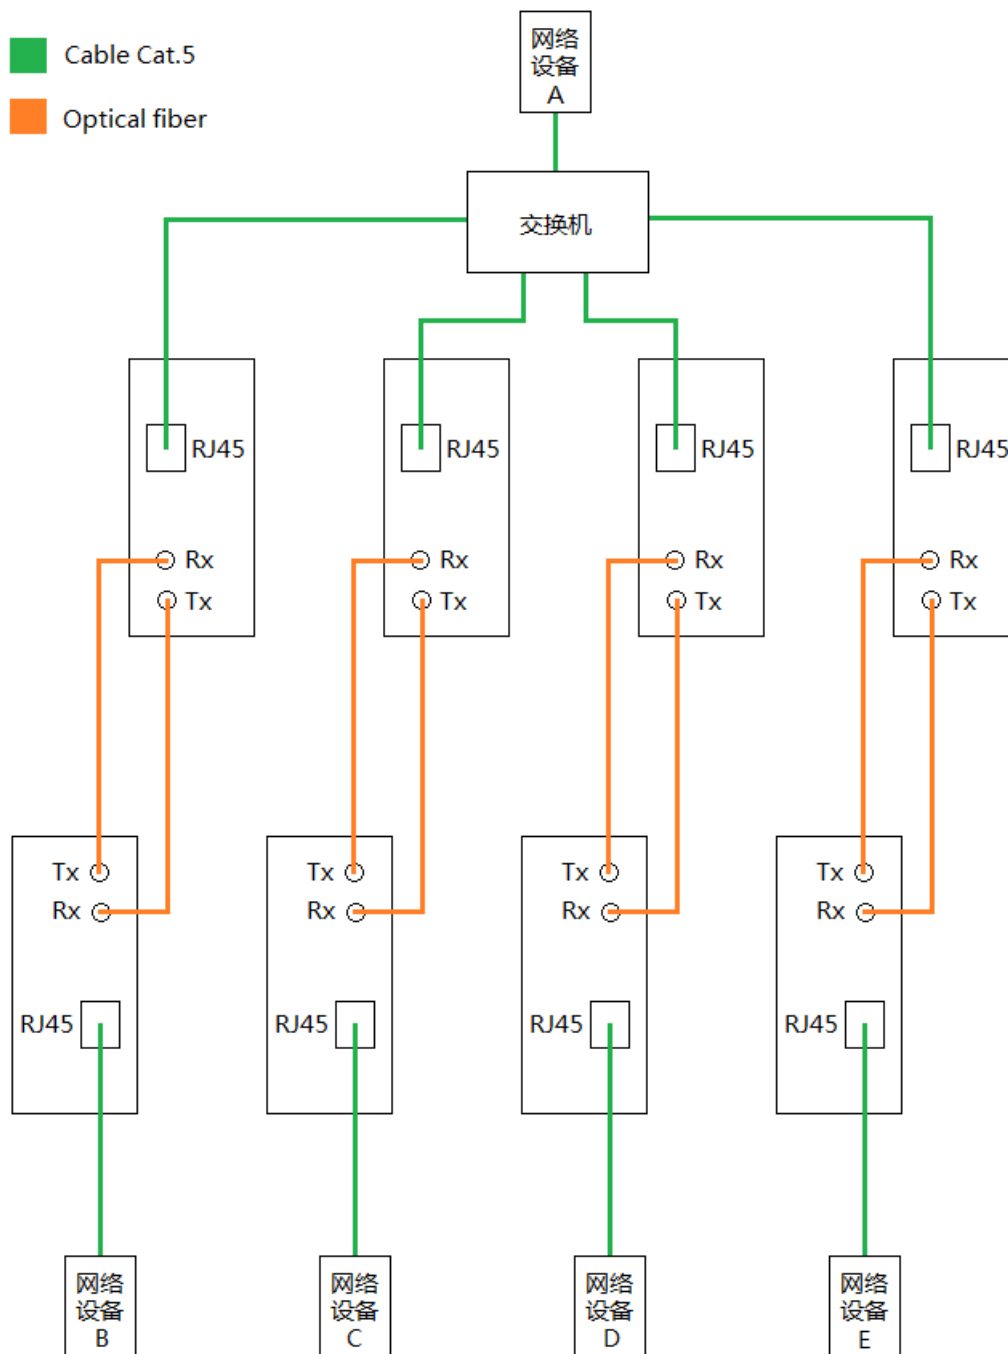 Cable Cat.5
Optical fiber
网络
设备
A
交换机
RJ45
RJ45
RJ45
RJ45
Rx
Rx
Rx
Rx
Tx
Tx
Tx
Tx
Tx
Tx
Tx
Tx
Rx
Rx
Rx
Rx
RJ45
RJ45
RJ45
RJ45
网络
设备
B
网络
设备
C
网络
设备
D
网络
设备
E